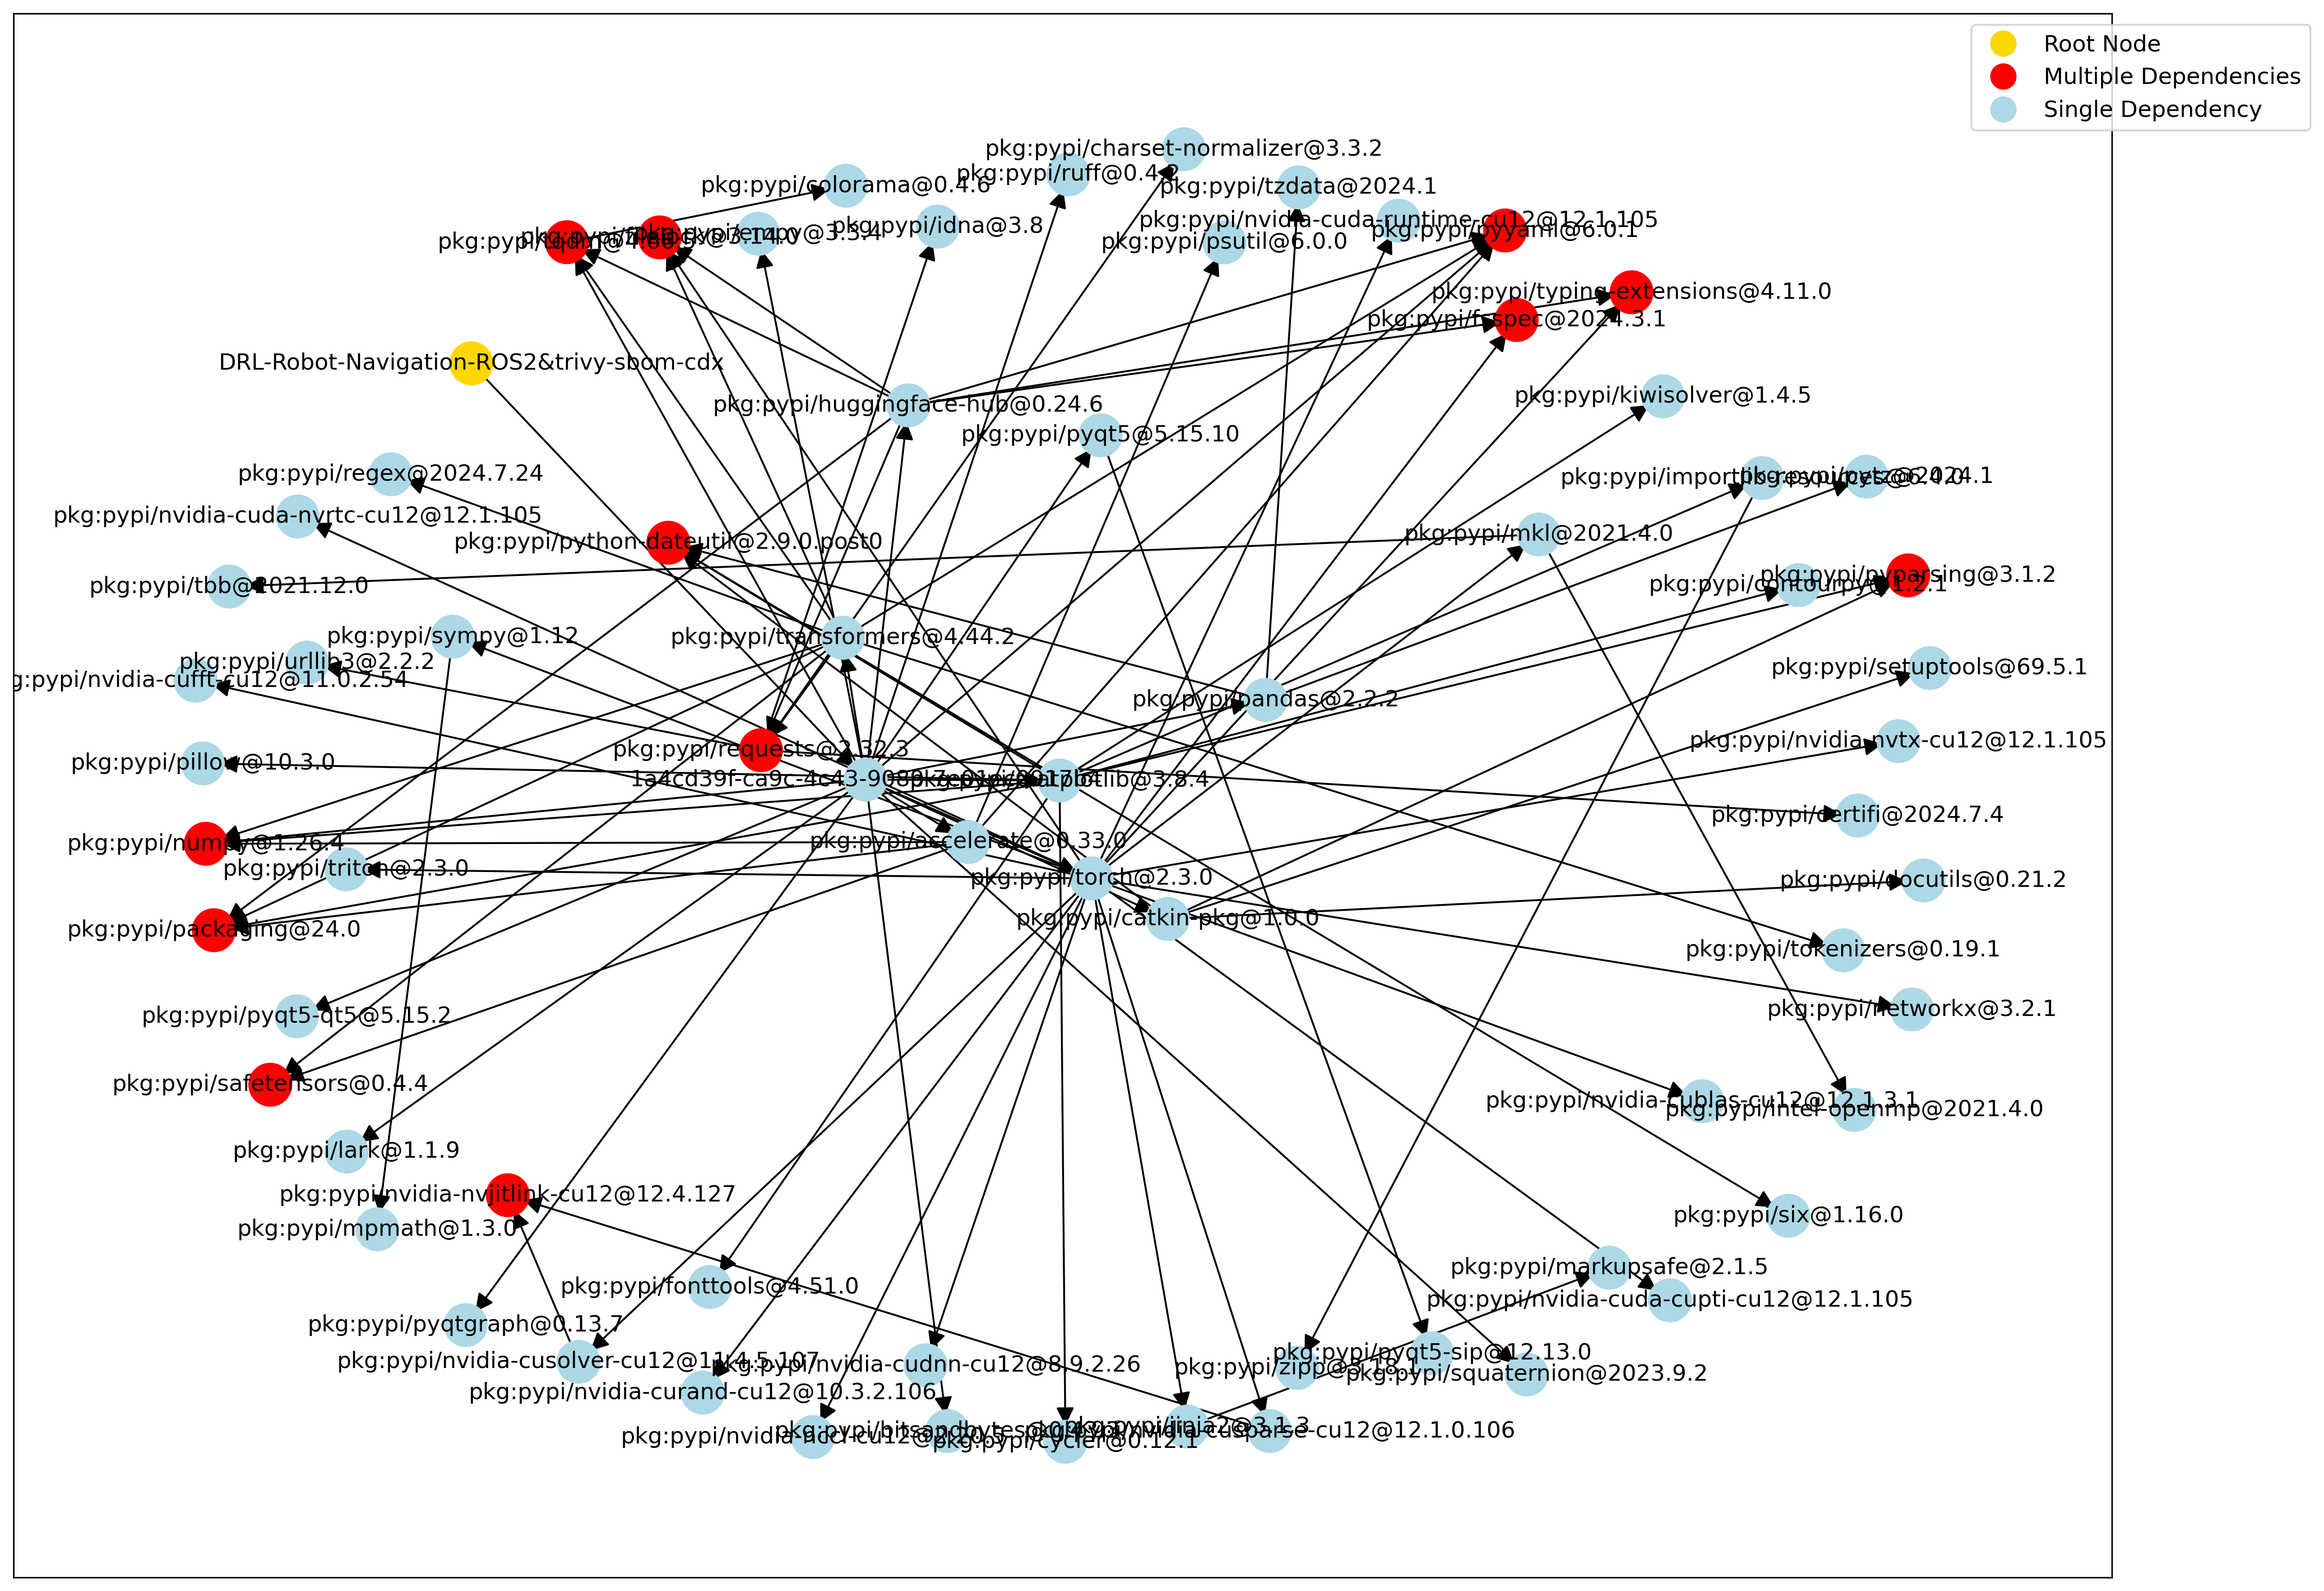 Root Node
Multiple Dependencies
Single Dependency
pkg:pypi/charset-normalizer@3.3.2
pkg:pypi/ruff@0.4.2
pkg:pypi/colorama@0.4.6
pkg:pypi/tzdata@2024.1
pkg:pypi/nvidia-cuda-runtime-cu12@12.1.105
pkg:pypi/idna@3.8
pkg:pypi/pyyaml@6.0.1
pkg:pypi/psutil@6.0.0
pkg:pypi/empy@3.3.4
pkg:pypi/typing-extensions@4.11.0
pkg:pypi/fsspec@2024.3.1
DRL-Robot-Navigation-ROS2&trivy-sbom-cdx
pkg:pypi/kiwisolver@1.4.5
pkg:pypi/huggingface-hub@0.24.6
pkg:pypi/pyqt5@5.15.10
pkg:pypi/regex@2024.7.24
pkg:pypi/importlib-resources@6.4.0
pkg:pypi/pytz@2024.1
pkg:pypi/nvidia-cuda-nvrtc-cu12@12.1.105
pkg:pypi/mkl@2021.4.0
pkg:pypi/python-dateutil@2.9.0.post0
pkg:pypi/pyparsing@3.1.2
pkg:pypi/contourpy@1.2.1
pkg:pypi/tbb@2021.12.0
pkg:pypi/sympy@1.12
pkg:pypi/transformers@4.44.2
pkg:pypi/urllib3@2.2.2
pkg:pypi/setuptools@69.5.1
g:pypi/nvidia-cufft-cu12@11.0.2.54
pkg:pypi/pandas@2.2.2
pkg:pypi/nvidia-nvtx-cu12@12.1.105
pkg:pypi/requests@2.32.3
pkg:pypi/pillow@10.3.0
pkg:pypi/matplotlib@3.8.4
pkg:pypi/certifi@2024.7.4
pkg:pypi/numpy@1.26.4
pkg:pypi/accelerate@0.33.0
pkg:pypi/triton@2.3.0
pkg:pypi/torch@2.3.0
pkg:pypi/docutils@0.21.2
pkg:pypi/catkin-pkg@1.0.0
pkg:pypi/packaging@24.0
pkg:pypi/tokenizers@0.19.1
pkg:pypi/networkx@3.2.1
pkg:pypi/pyqt5-qt5@5.15.2
pkg:pypi/safetensors@0.4.4
pkg:pypi/nvidia-cublas-cu12@12.1.3.1
pkg:pypi/intel-openmp@2021.4.0
pkg:pypi/lark@1.1.9
pkg:pypi/nvidia-nvjitlink-cu12@12.4.127
pkg:pypi/six@1.16.0
pkg:pypi/mpmath@1.3.0
pkg:pypi/markupsafe@2.1.5
pkg:pypi/fonttools@4.51.0
pkg:pypi/nvidia-cuda-cupti-cu12@12.1.105
pkg:pypi/pyqtgraph@0.13.7
pkg:pypi/pyqt5-sip@12.13.0
pkg:pypi/nvidia-cusolver-cu12@11.4.5.107
pkg:pypi/nvidia-cudnn-cu12@8.9.2.26
pkg:pypi/zipp@3.18.1
pkg:pypi/squaternion@2023.9.2
pkg:pypi/nvidia-curand-cu12@10.3.2.106
pkg:pypi/jinja2@3.1.3
pkg:pypi/nvidia-cusparse-cu12@12.1.0.106
pkg:pypi/nvidia-nccl-cu12@2.20.5
pkg:pypi/cycler@0.12.1